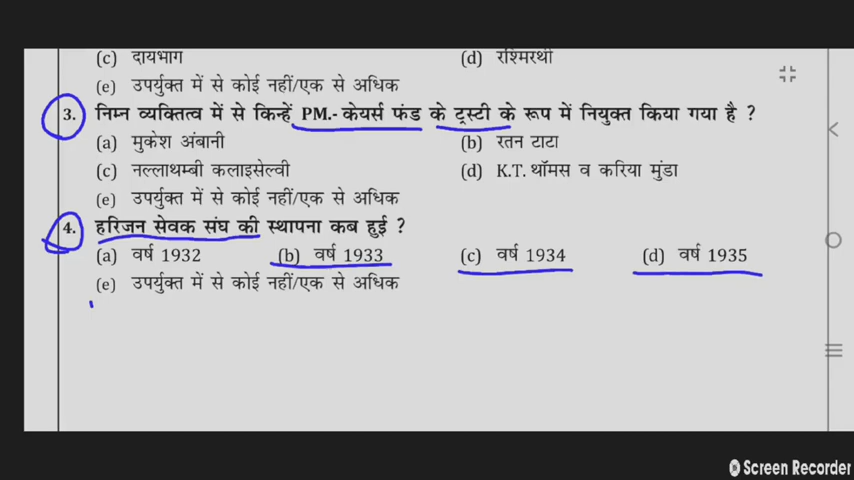 (c) दायभाग (d) रश्मिरथी
(e) उपर्युक्त में से कोई नहीं/एक से अधिक
3. निम्न व्यक्तित्व में से किन्हें PM.- केयर्स फंड के ट्रस्टी के रूप में नियुक्त किया गया है ?
(a) मुकेश अंबानी (b) रतन टाटा
(c) नल्लाथम्बी कलाइसेल्वी (d) K.T. थॉमस व करिया मुंडा
(e) उपर्युक्त में से कोई नहीं/एक से अधिक
4. हरिजन सेवक संघ की स्थापना कब हुई ?
(a) वर्ष 1932 (b) वर्ष 1933 (c) वर्ष 1934 (d) वर्ष 1935
(e) उपर्युक्त में से कोई नहीं/एक से अधिक
Screen Recorder